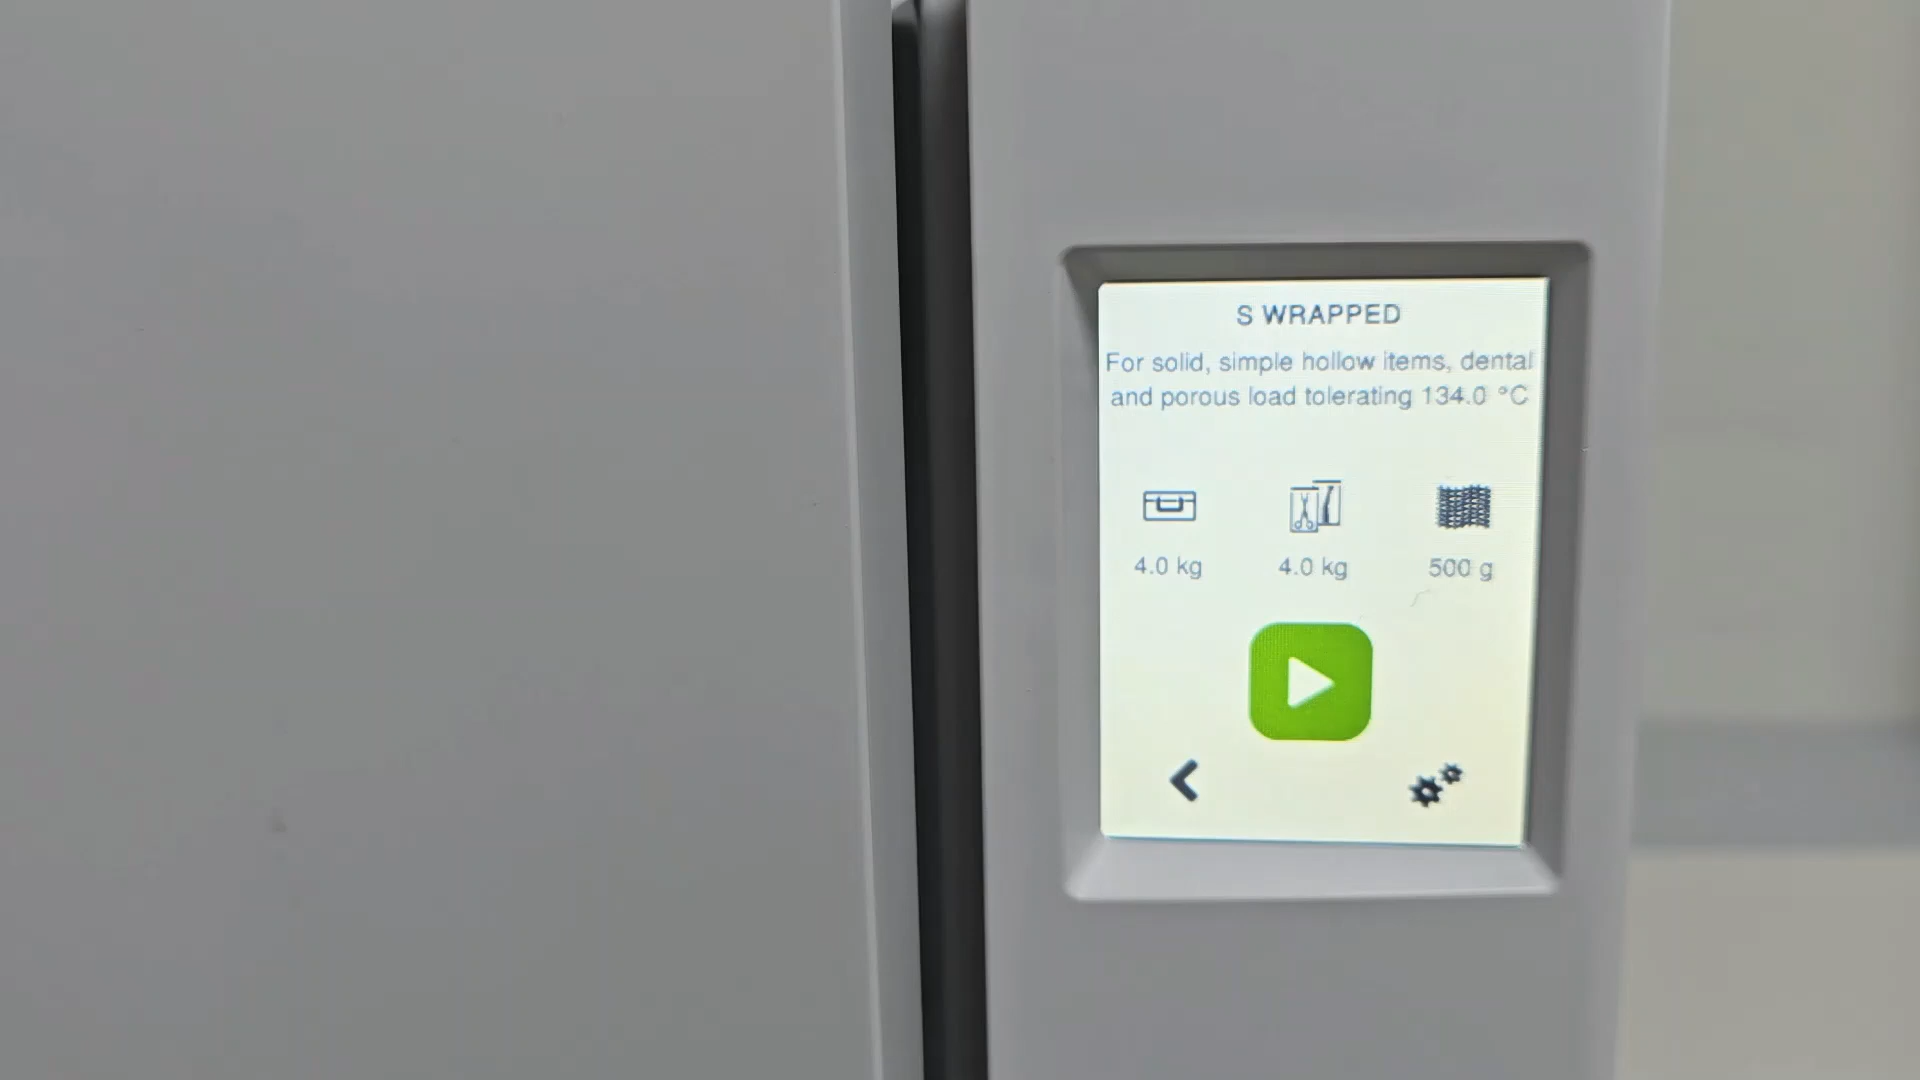 S WRAPPED
For solid, simple hollow items, dental
and porous load tolerating 134.0 °C
4.0 kg 4.0 kg 500 g